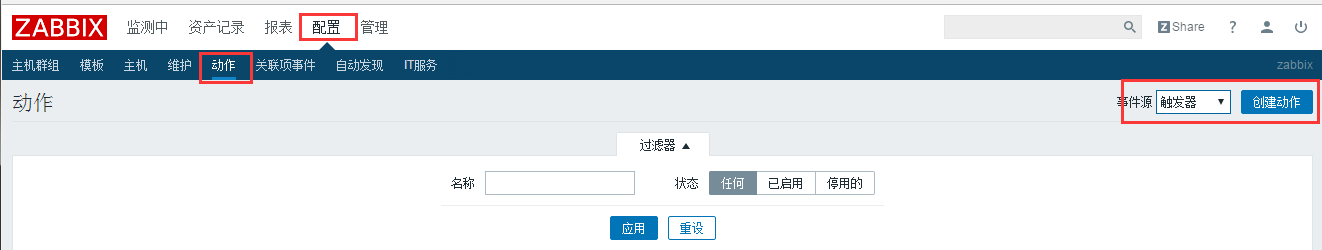 ZABBIX 监测中 资产记录 报表 配置 管理 Z Share ?
主机群组 模板 主机 维护 动作 关联项事件 自动发现 IT服务 zabbix
动作 事件源 触发器 创建动作
过滤器
名称 状态 任何 已启用 停用的
应用 重设